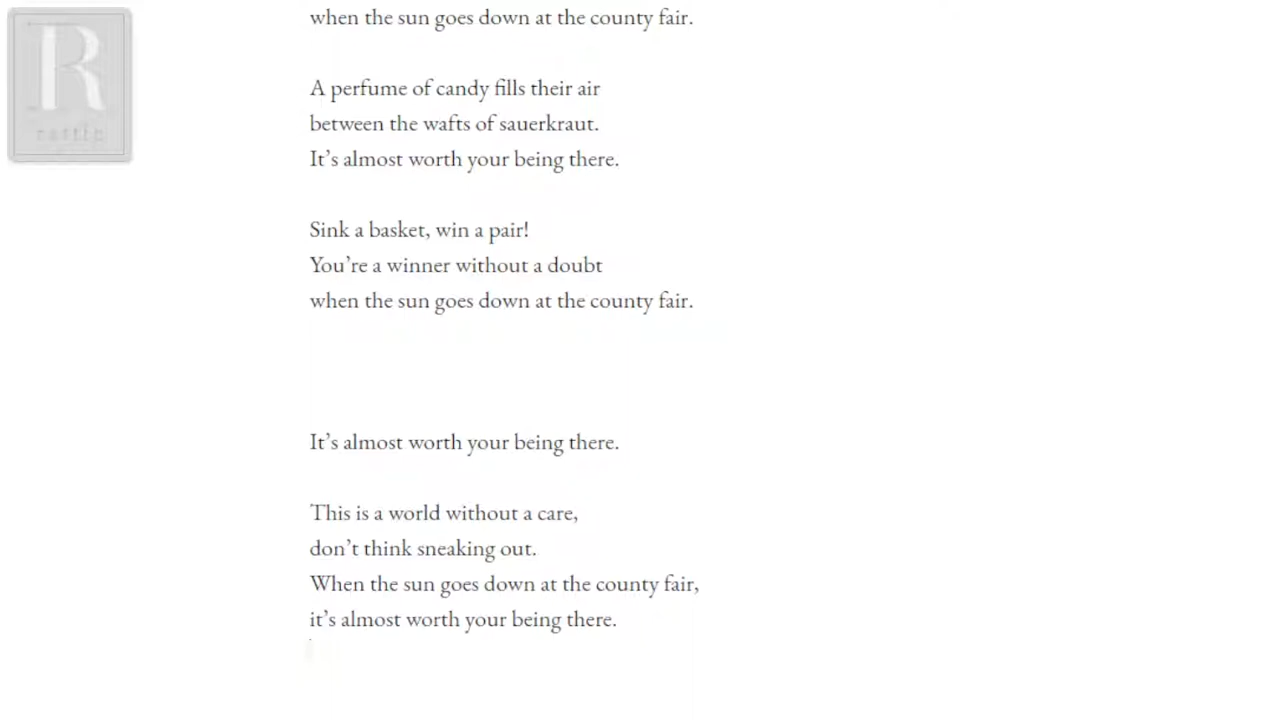 when the sun goes down at the county fair.
A perfume of candy fills their air
between the wafts of sauerkraut.
It’s almost worth your being there.
Sink a basket, win a pair!
You’re a winner without a doubt
when the sun goes down at the county fair.
It’s almost worth your being there.
This is a world without a care,
don’t think sneaking out.
When the sun goes down at the county fair,
it’s almost worth your being there.
R
rattle